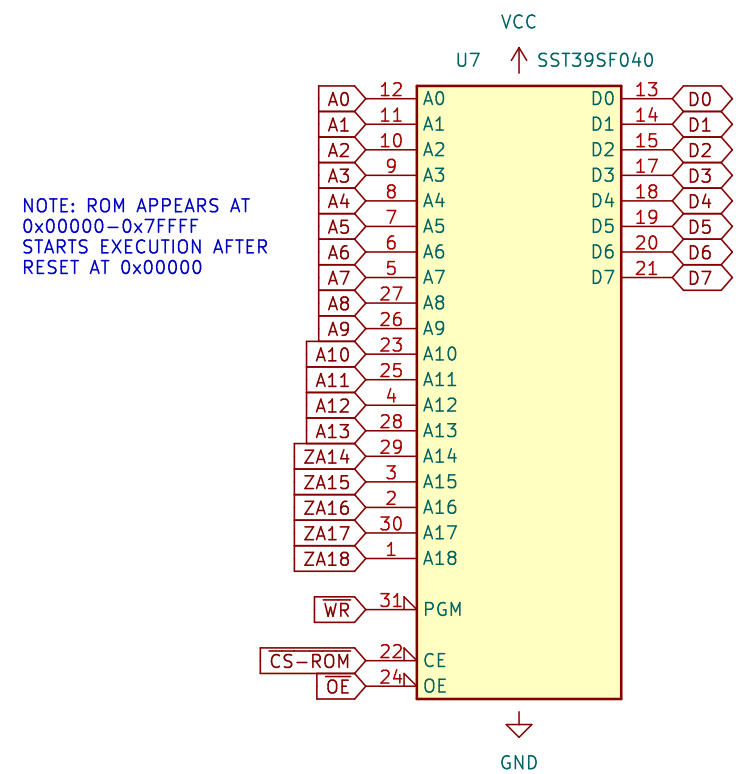 VCC
U7 SST39SF040
A0 12 A0 D0 13 D0
A1 11 A1 D1 14 D1
A2 10 A2 D2 15 D2
A3 9 A3 D3 17 D3
A4 8 A4 D4 18 D4
A5 7 A5 D5 19 D5
A6 6 A6 D6 20 D6
A7 5 A7 D7 21 D7
A8 27 A8
A9 26 A9
A10 23 A10
A11 25 A11
A12 4 A12
A13 28 A13
ZA14 29 A14
ZA15 3 A15
ZA16 2 A16
ZA17 30 A17
ZA18 1 A18
WR 31 PGM
CS-ROM 22 CE
OE 24 OE
GND
NOTE: ROM APPEARS AT
0x00000-0x7FFFF
STARTS EXECUTION AFTER
RESET AT 0x00000